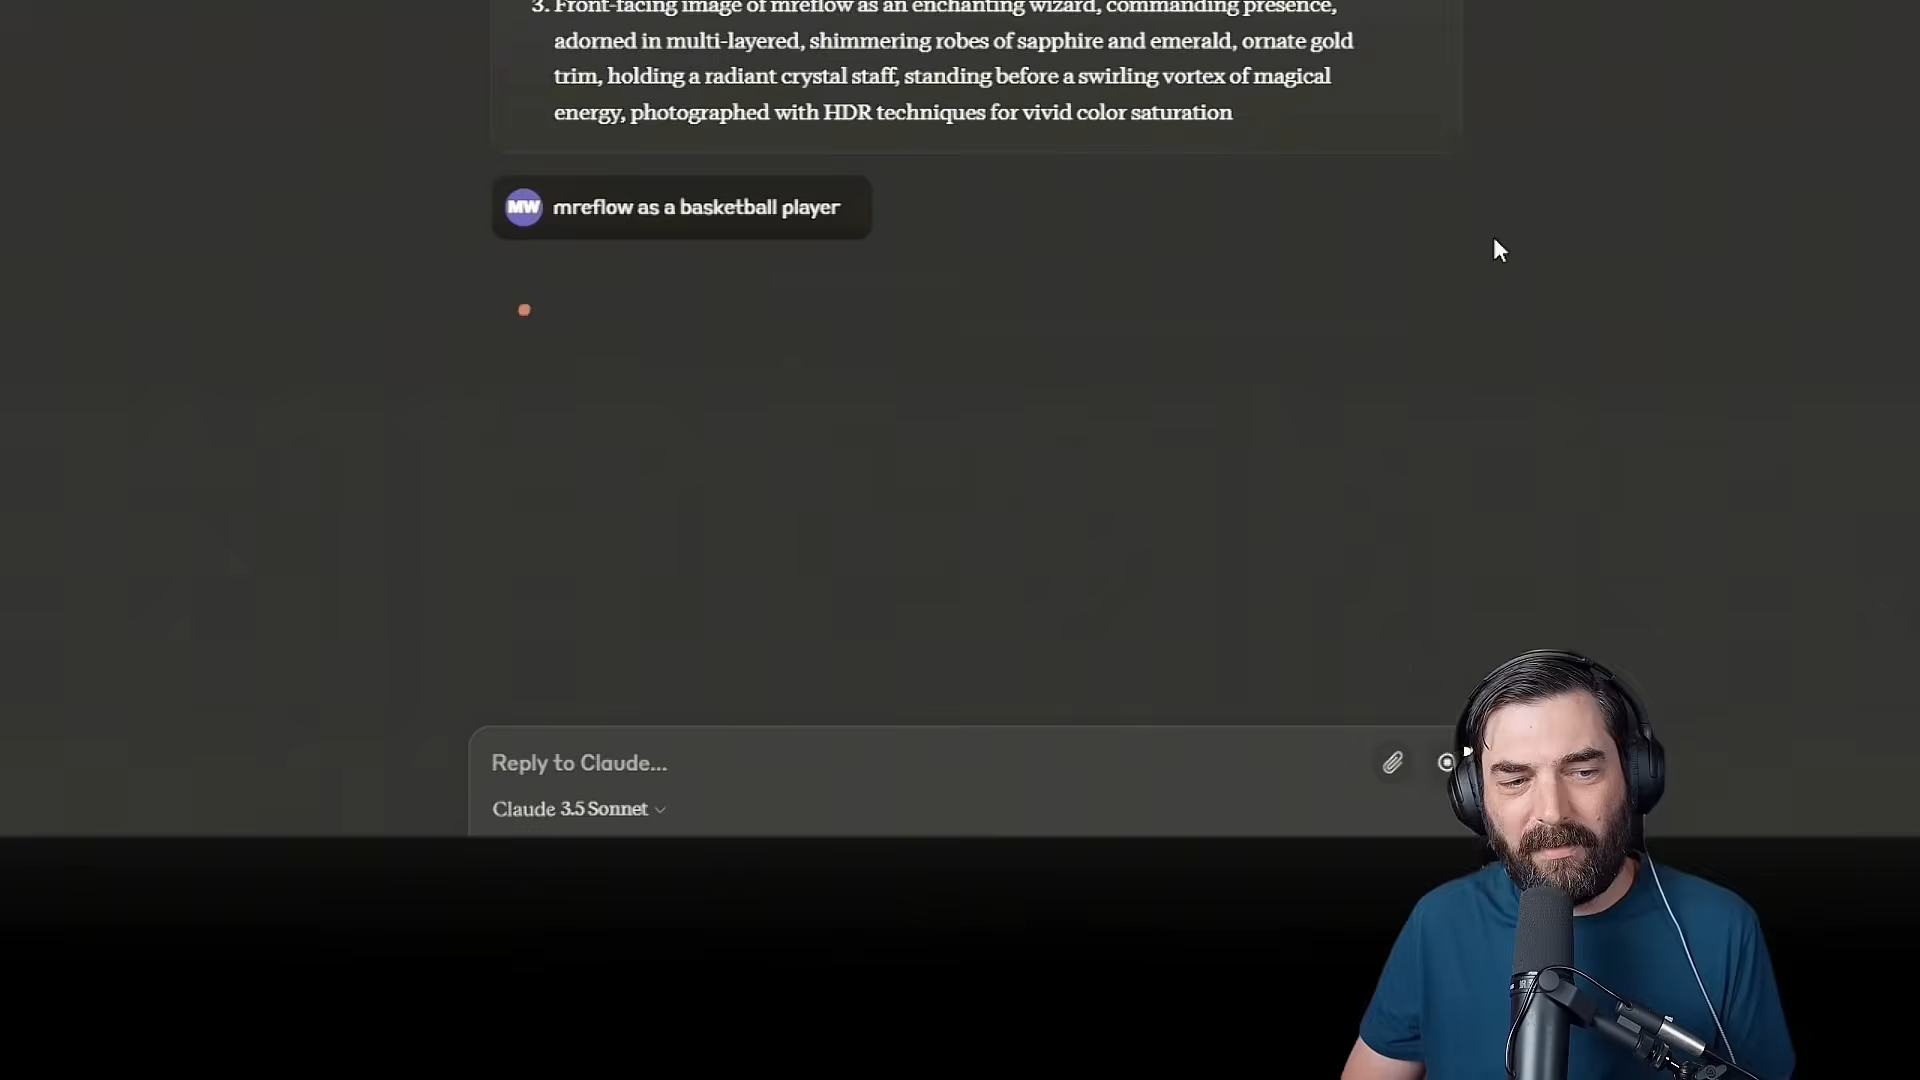 3. Front-facing image of mreflow as an enchanting wizard, commanding presence,
adorned in multi-layered, shimmering robes of sapphire and emerald, ornate gold
trim, holding a radiant crystal staff, standing before a swirling vortex of magical
energy, photographed with HDR techniques for vivid color saturation
MW mreflow as a basketball player
Reply to Claude...
Claude 3.5 Sonnet